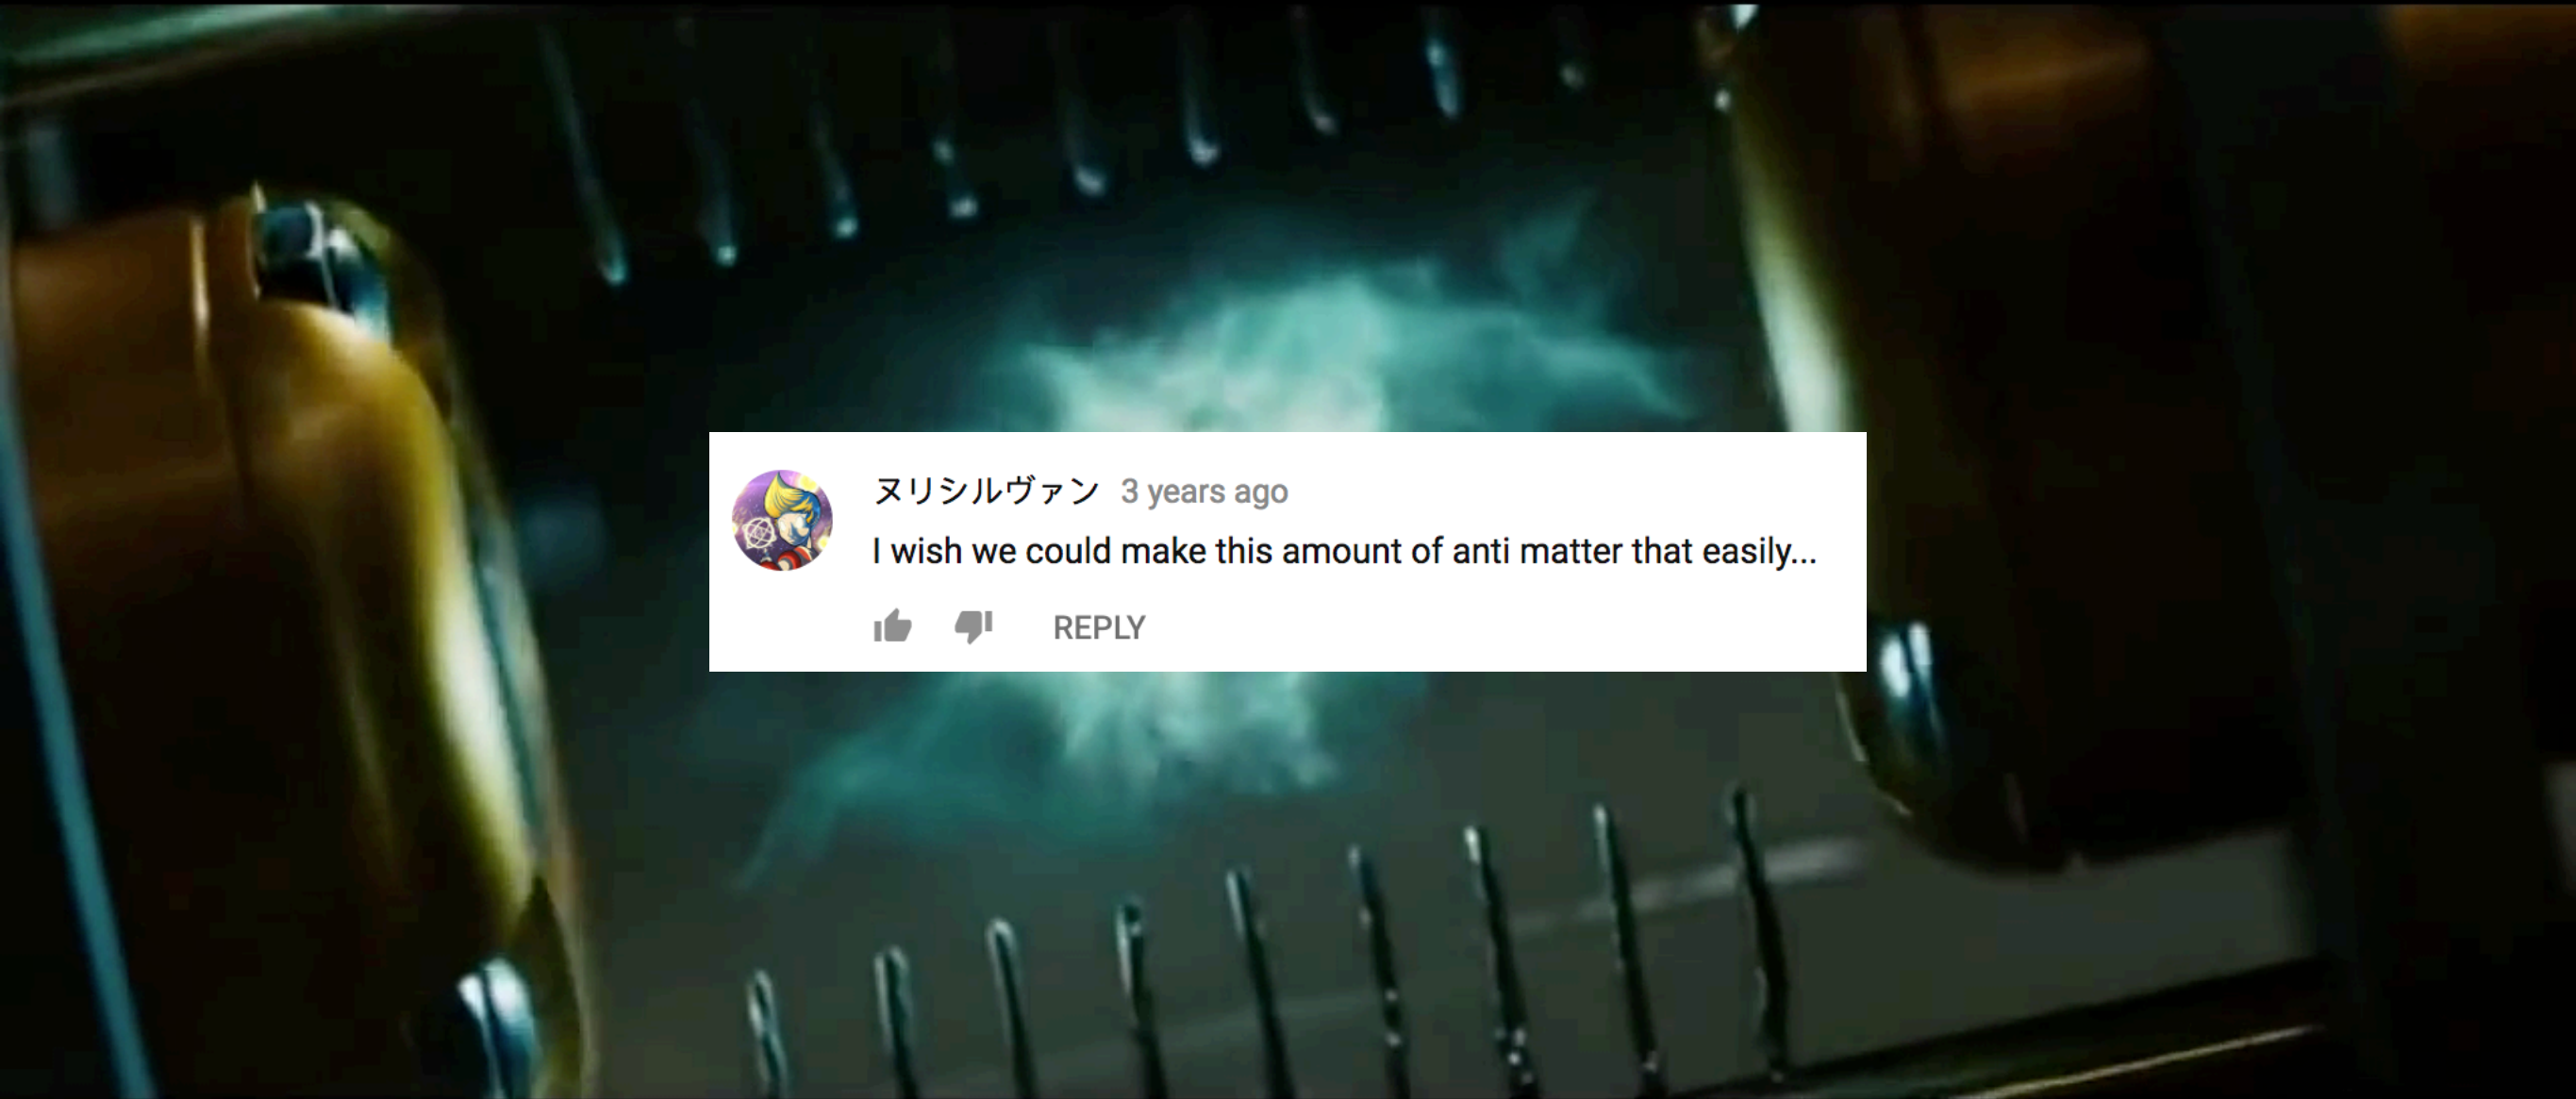 ヌリシルヴァン 3 years ago
I wish we could make this amount of anti matter that easily...
REPLY